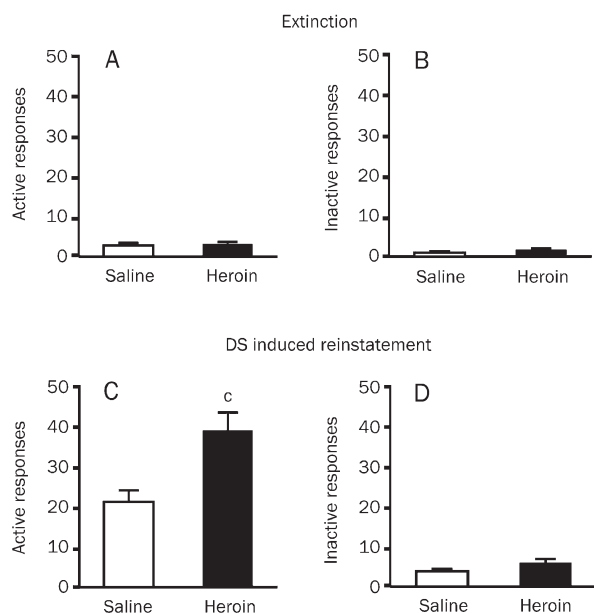 Extinction
A
B
Active responses
50
40
30
20
10
0
Saline
Heroin
Inactive responses
50
40
30
20
10
0
Saline
Heroin
DS induced reinstatement
C
D
Active responses
50
40
30
20
10
0
c
Saline
Heroin
Inactive responses
50
40
30
20
10
0
Saline
Heroin